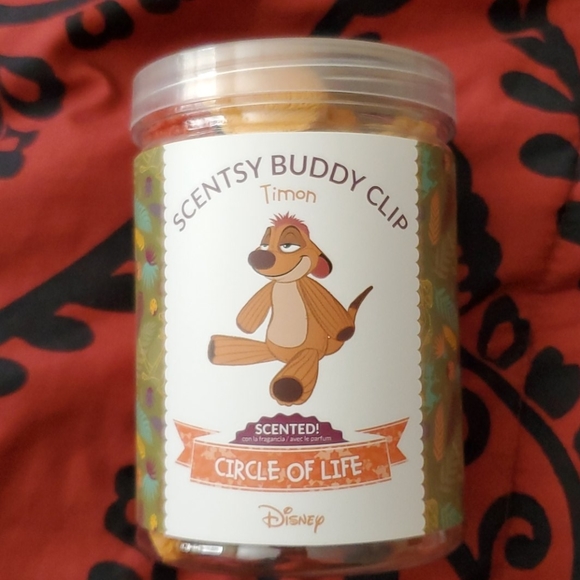 SCENTSY BUDDY CLIP
Timon
SCENTED!
con la fragancia / avec le parfum
CIRCLE OF LIFE
Disney